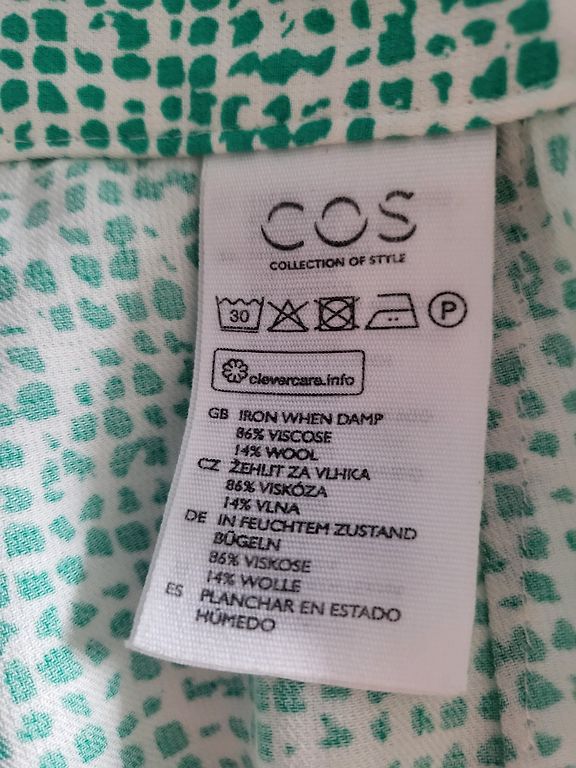 COS
COLLECTION OF STYLE
30 P
clevercare.info
GB IRON WHEN DAMP
86% VISCOSE
14% WOOL
CZ ŽEHLIT ZA VLHKA
86% VISKÓZA
14% VLNA
DE IN FEUCHTEM ZUSTAND
BÜGELN
86% VISKOSE
14% WOLLE
ES PLANCHAR EN ESTADO
HÚMEDO